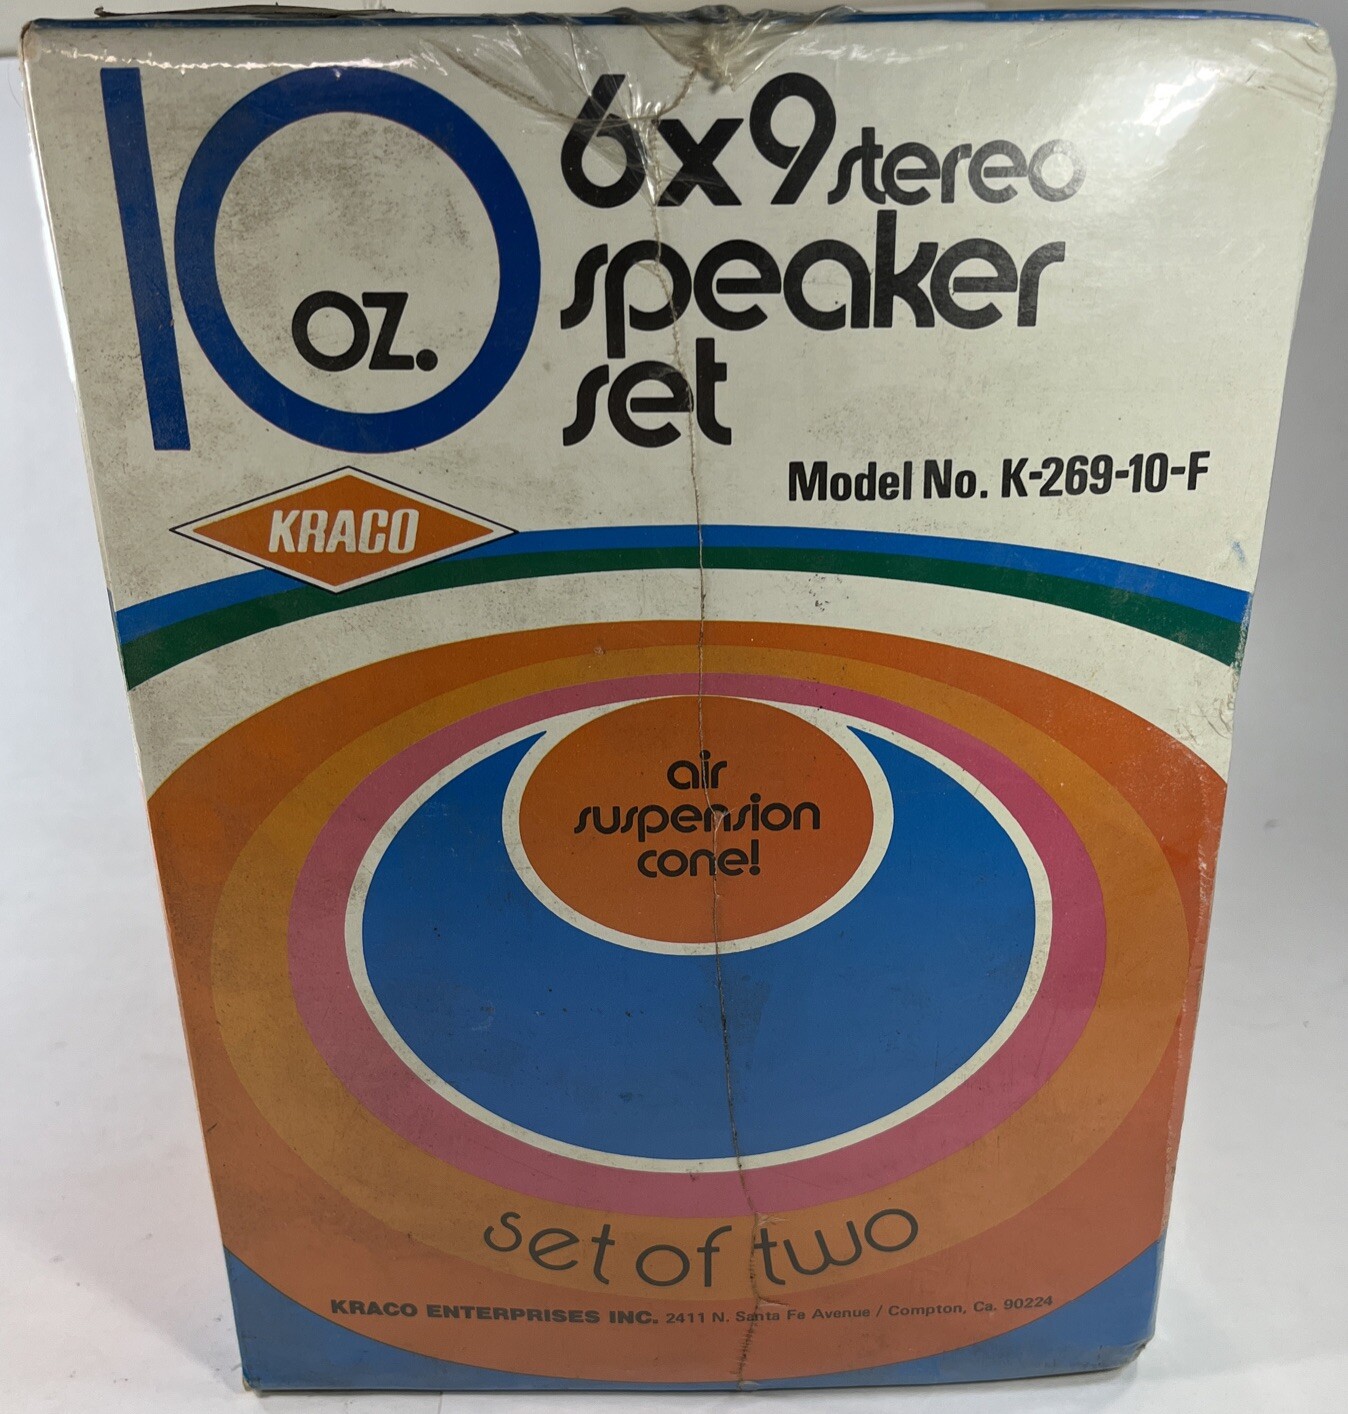 10 oz.
6x9 stereo
speaker
set
Model No. K-269-10-F
KRACO
air
suspension
cone!
set of two
KRACO ENTERPRISES INC. 2411 N. Santa Fe Avenue / Compton, Ca. 90224